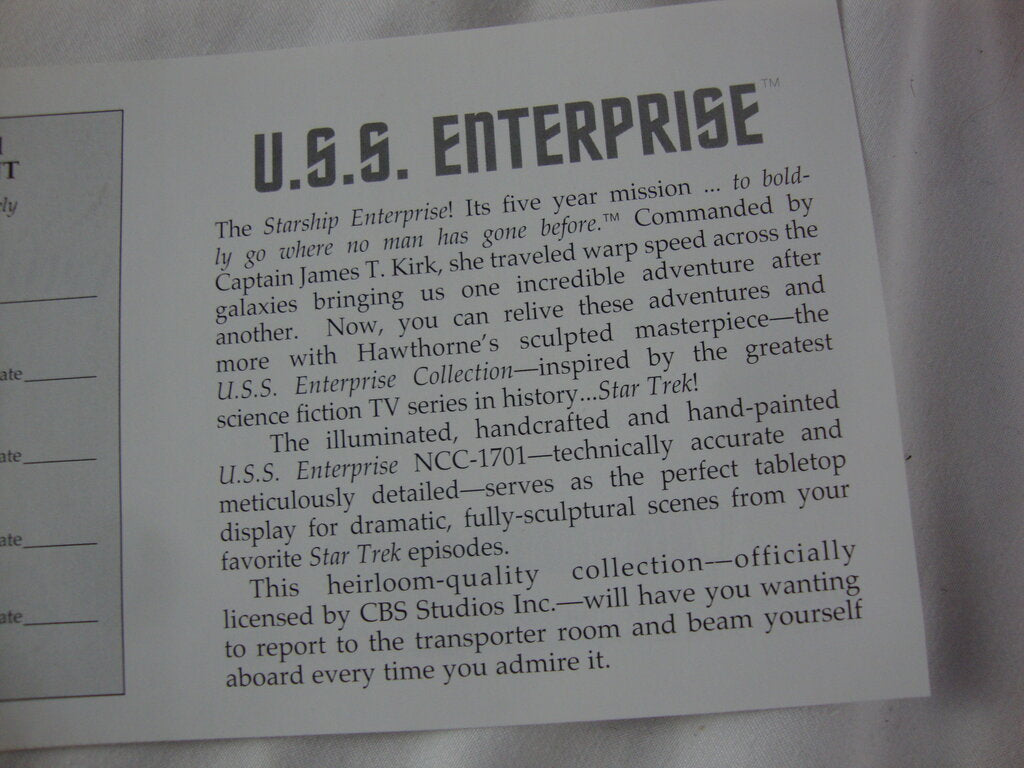 T
ly
ate
ate
ate
ate
U.S.S. ENTERPRISE™
The Starship Enterprise! Its five year mission ... to bold-
ly go where no man has gone before.™ Commanded by
Captain James T. Kirk, she traveled warp speed across the
galaxies bringing us one incredible adventure after
another. Now, you can relive these adventures and
more with Hawthorne's sculpted masterpiece—the
U.S.S. Enterprise Collection—inspired by the greatest
science fiction TV series in history...Star Trek!
The illuminated, handcrafted and hand-painted
U.S.S. Enterprise NCC-1701—technically accurate and
meticulously detailed—serves as the perfect tabletop
display for dramatic, fully-sculptural scenes from your
favorite Star Trek episodes.
This heirloom-quality collection—officially
licensed by CBS Studios Inc.—will have you wanting
to report to the transporter room and beam yourself
aboard every time you admire it.